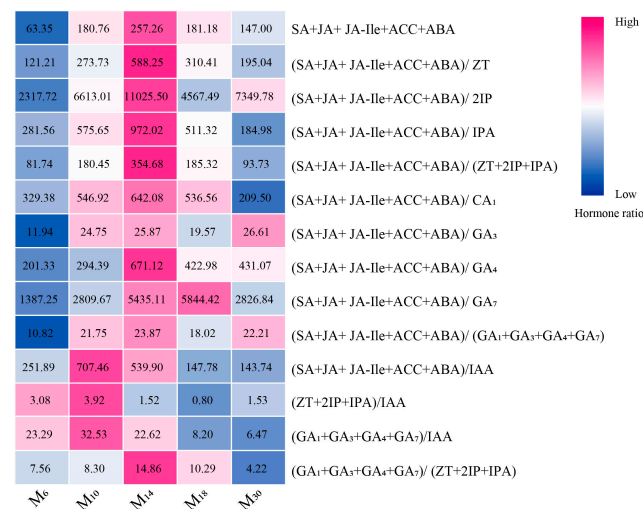 63.35 180.76 257.26 181.18 147.00 SA+JA+ JA-Ile+ACC+ABA
121.21 273.73 588.25 310.41 195.04 (SA+JA+ JA-Ile+ACC+ABA)/ ZT
2317.72 6613.01 11025.50 4567.49 7349.78 (SA+JA+ JA-Ile+ACC+ABA)/ 2IP
281.56 575.65 972.02 511.32 184.98 (SA+JA+ JA-Ile+ACC+ABA)/ IPA
81.74 180.45 354.68 185.32 93.73 (SA+JA+ JA-Ile+ACC+ABA)/ (ZT+2IP+IPA)
329.38 546.92 642.08 536.56 209.50 (SA+JA+ JA-Ile+ACC+ABA)/ CA₁
11.94 24.75 25.87 19.57 26.61 (SA+JA+ JA-Ile+ACC+ABA)/ GA₃
201.33 294.39 671.12 422.98 431.07 (SA+JA+ JA-Ile+ACC+ABA)/ GA₄
1387.25 2809.67 5435.11 5844.42 2826.84 (SA+JA+ JA-Ile+ACC+ABA)/ GA₇
10.82 21.75 23.87 18.02 22.21 (SA+JA+ JA-Ile+ACC+ABA)/ (GA₁+GA₃+GA₄+GA₇)
251.89 707.46 539.90 147.78 143.74 (SA+JA+ JA-Ile+ACC+ABA)/IAA
3.08 3.92 1.52 0.80 1.53 (ZT+2IP+IPA)/IAA
23.29 32.53 22.62 8.20 6.47 (GA₁+GA₃+GA₄+GA₇)/IAA
7.56 8.30 14.86 10.29 4.22 (GA₁+GA₃+GA₄+GA₇)/ (ZT+2IP+IPA)
M₆ M₁₀ M₁₄ M₁₈ M₃₀
High
Low
Hormone ratio